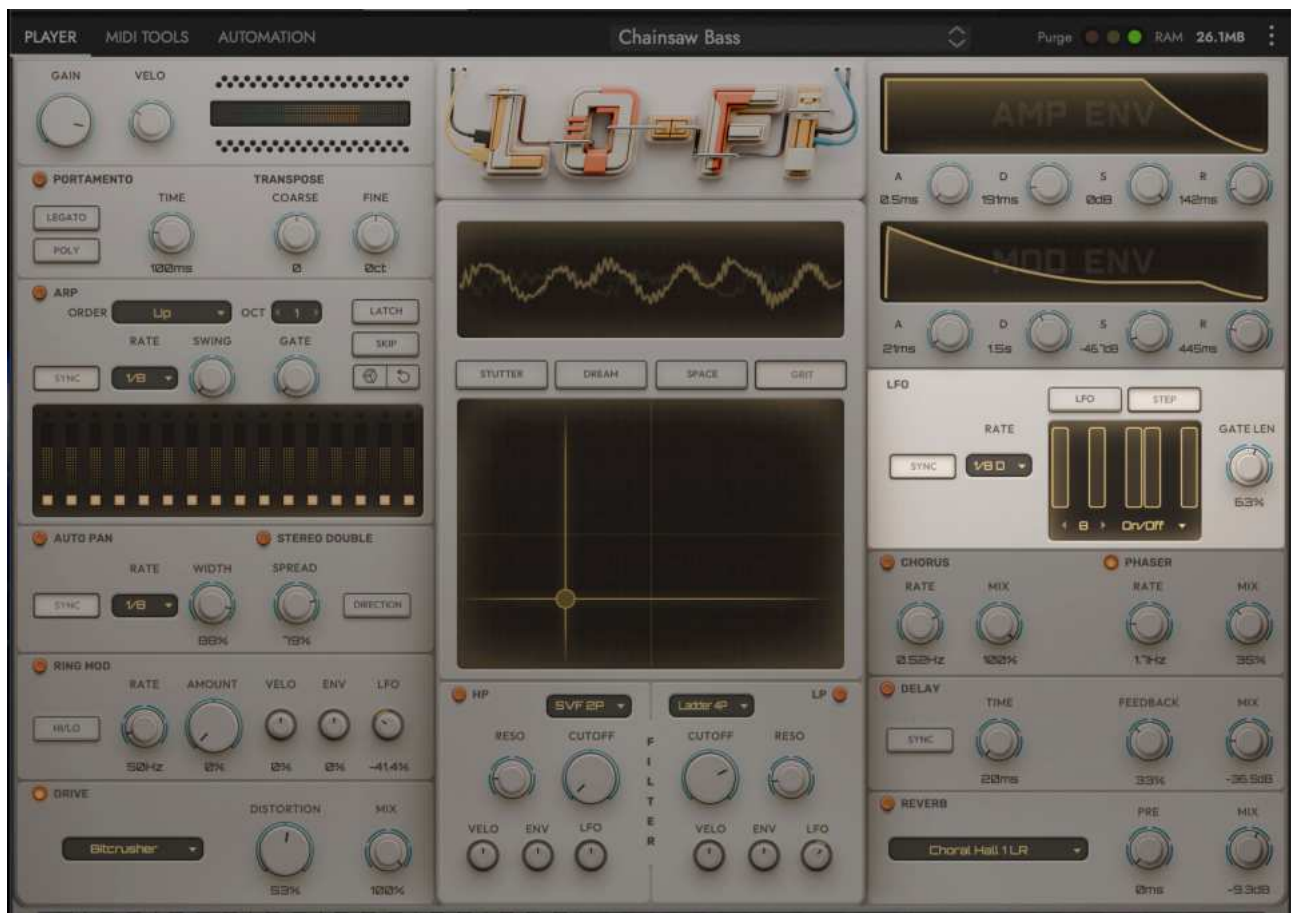 PLAYER MIDI TOOLS AUTOMATION Chainsaw Bass Purge RAM 26.1MB
GAIN VELO
LO-FI
AMP ENV
A D S R
0.5ms 191ms 0dB 142ms
MOD ENV
A D S R
21ms 1.5s -46.7dB 445ms
PORTAMENTO TRANSPOSE
TIME COARSE FINE
LEGATO
POLY
100ms 0 0ct
ARP
ORDER Up OCT 1 LATCH
RATE SWING GATE SKIP
SYNC 1/8
AUTO PAN STEREO DOUBLE
RATE WIDTH SPREAD
SYNC 1/8 DIRECTION
88% 79%
RING MOD
RATE AMOUNT VELO ENV LFO
HI/LO
50Hz 0% 0% 0% -41.4%
DRIVE
DISTORTION MIX
Bitcrusher
53% 100%
STUTTER DREAM SPACE GRIT
HP SVF 2P Ladder 4P LP
RESO CUTOFF CUTOFF RESO
FILTER
VELO ENV LFO VELO ENV LFO
LFO
LFO STEP
RATE GATE LEN
SYNC 1/8 D
63%
8 On/Off
CHORUS PHASER
RATE MIX RATE MIX
0.52Hz 100% 1.7Hz 35%
DELAY
TIME FEEDBACK MIX
SYNC
20ms 33% -36.5dB
REVERB
PRE MIX
Choral Hall 1 LR
0ms -9.3dB